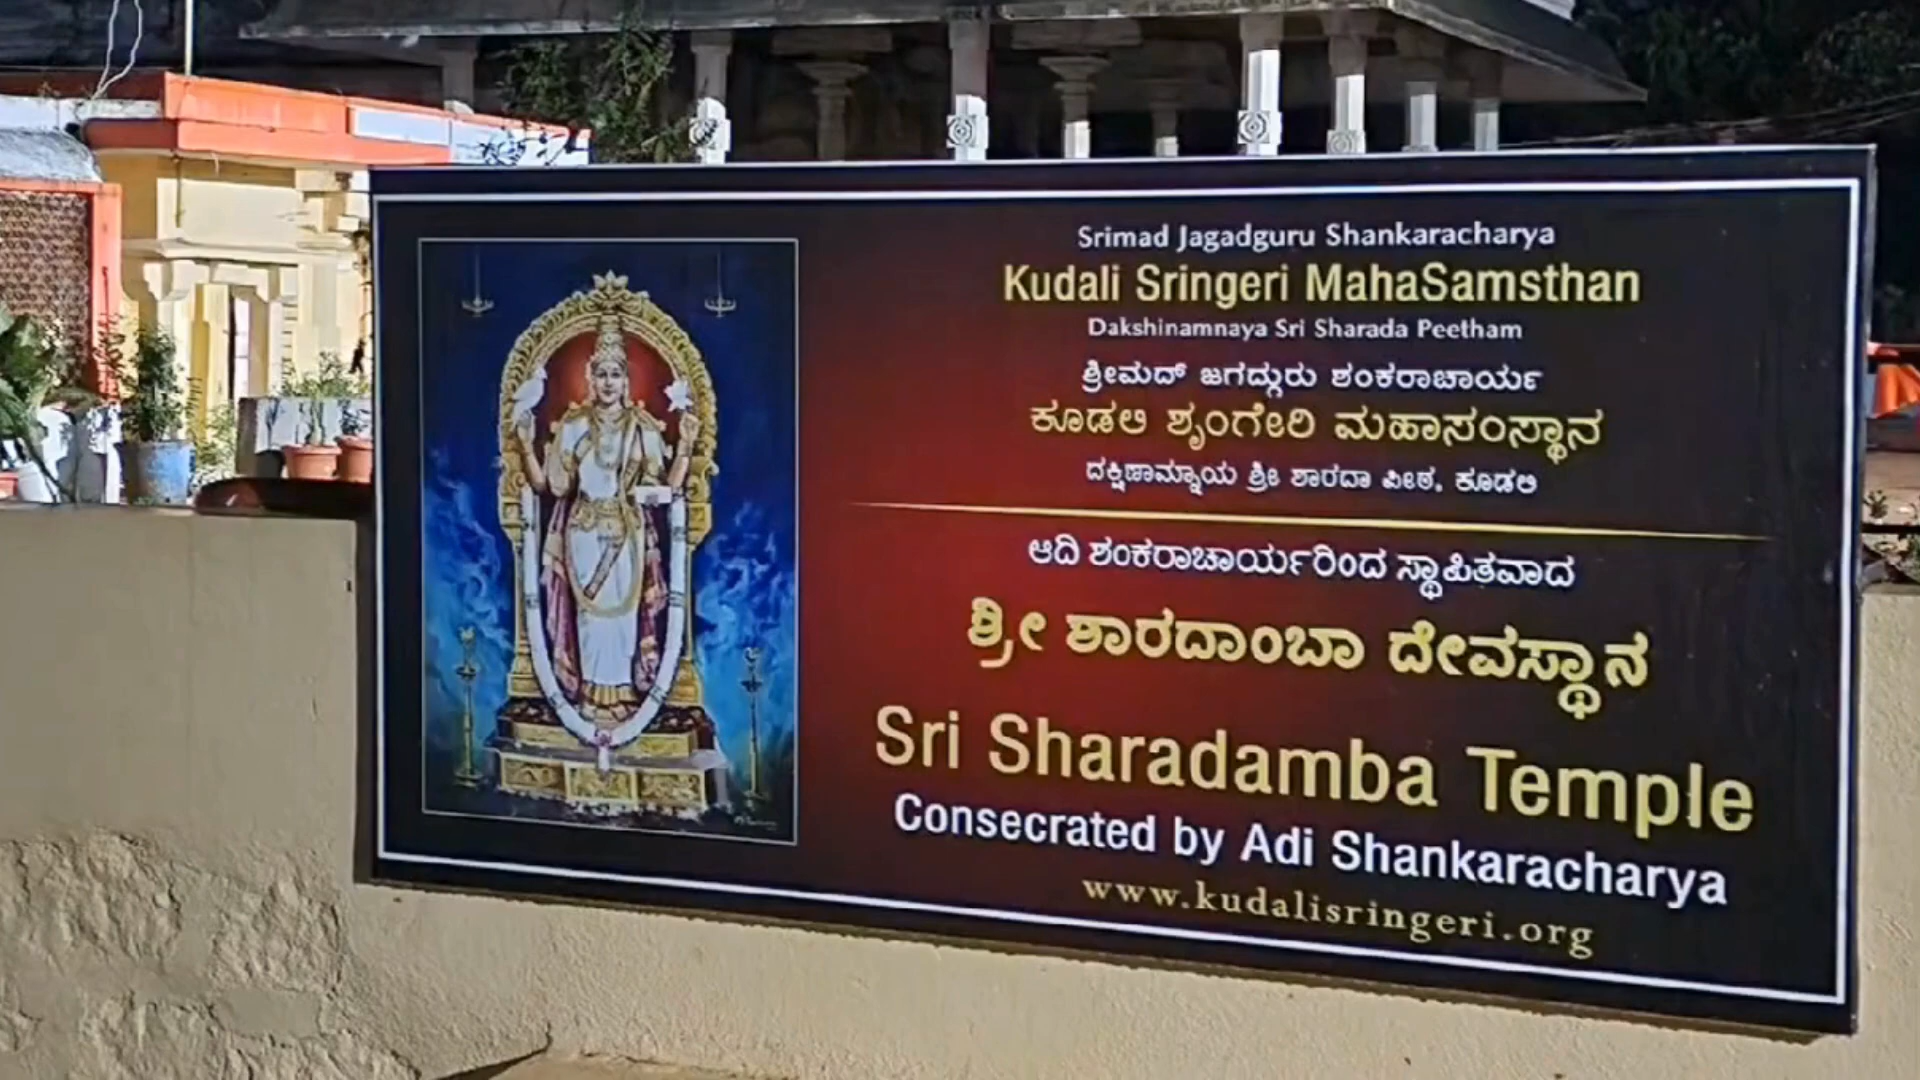 Srimad Jagadguru Shankaracharya
Kudali Sringeri MahaSamsthan
Dakshinamnaya Sri Sharada Peetham
ಶ್ರೀಮದ್ ಜಗದ್ಗುರು ಶಂಕರಾಚಾರ್ಯ
ಕೂಡಲಿ ಶೃಂಗೇರಿ ಮಹಾಸಂಸ್ಥಾನ
ದಕ್ಷಿಣಾಮ್ನಾಯ ಶ್ರೀ ಶಾರದಾ ಪೀಠ. ಕೂಡಲಿ
ಆದಿ ಶಂಕರಾಚಾರ್ಯರಿಂದ ಸ್ಥಾಪಿತವಾದ
ಶ್ರೀ ಶಾರದಾಂಬಾ ದೇವಸ್ಥಾನ
Sri Sharadamba Temple
Consecrated by Adi Shankaracharya
www.kudalisringeri.org